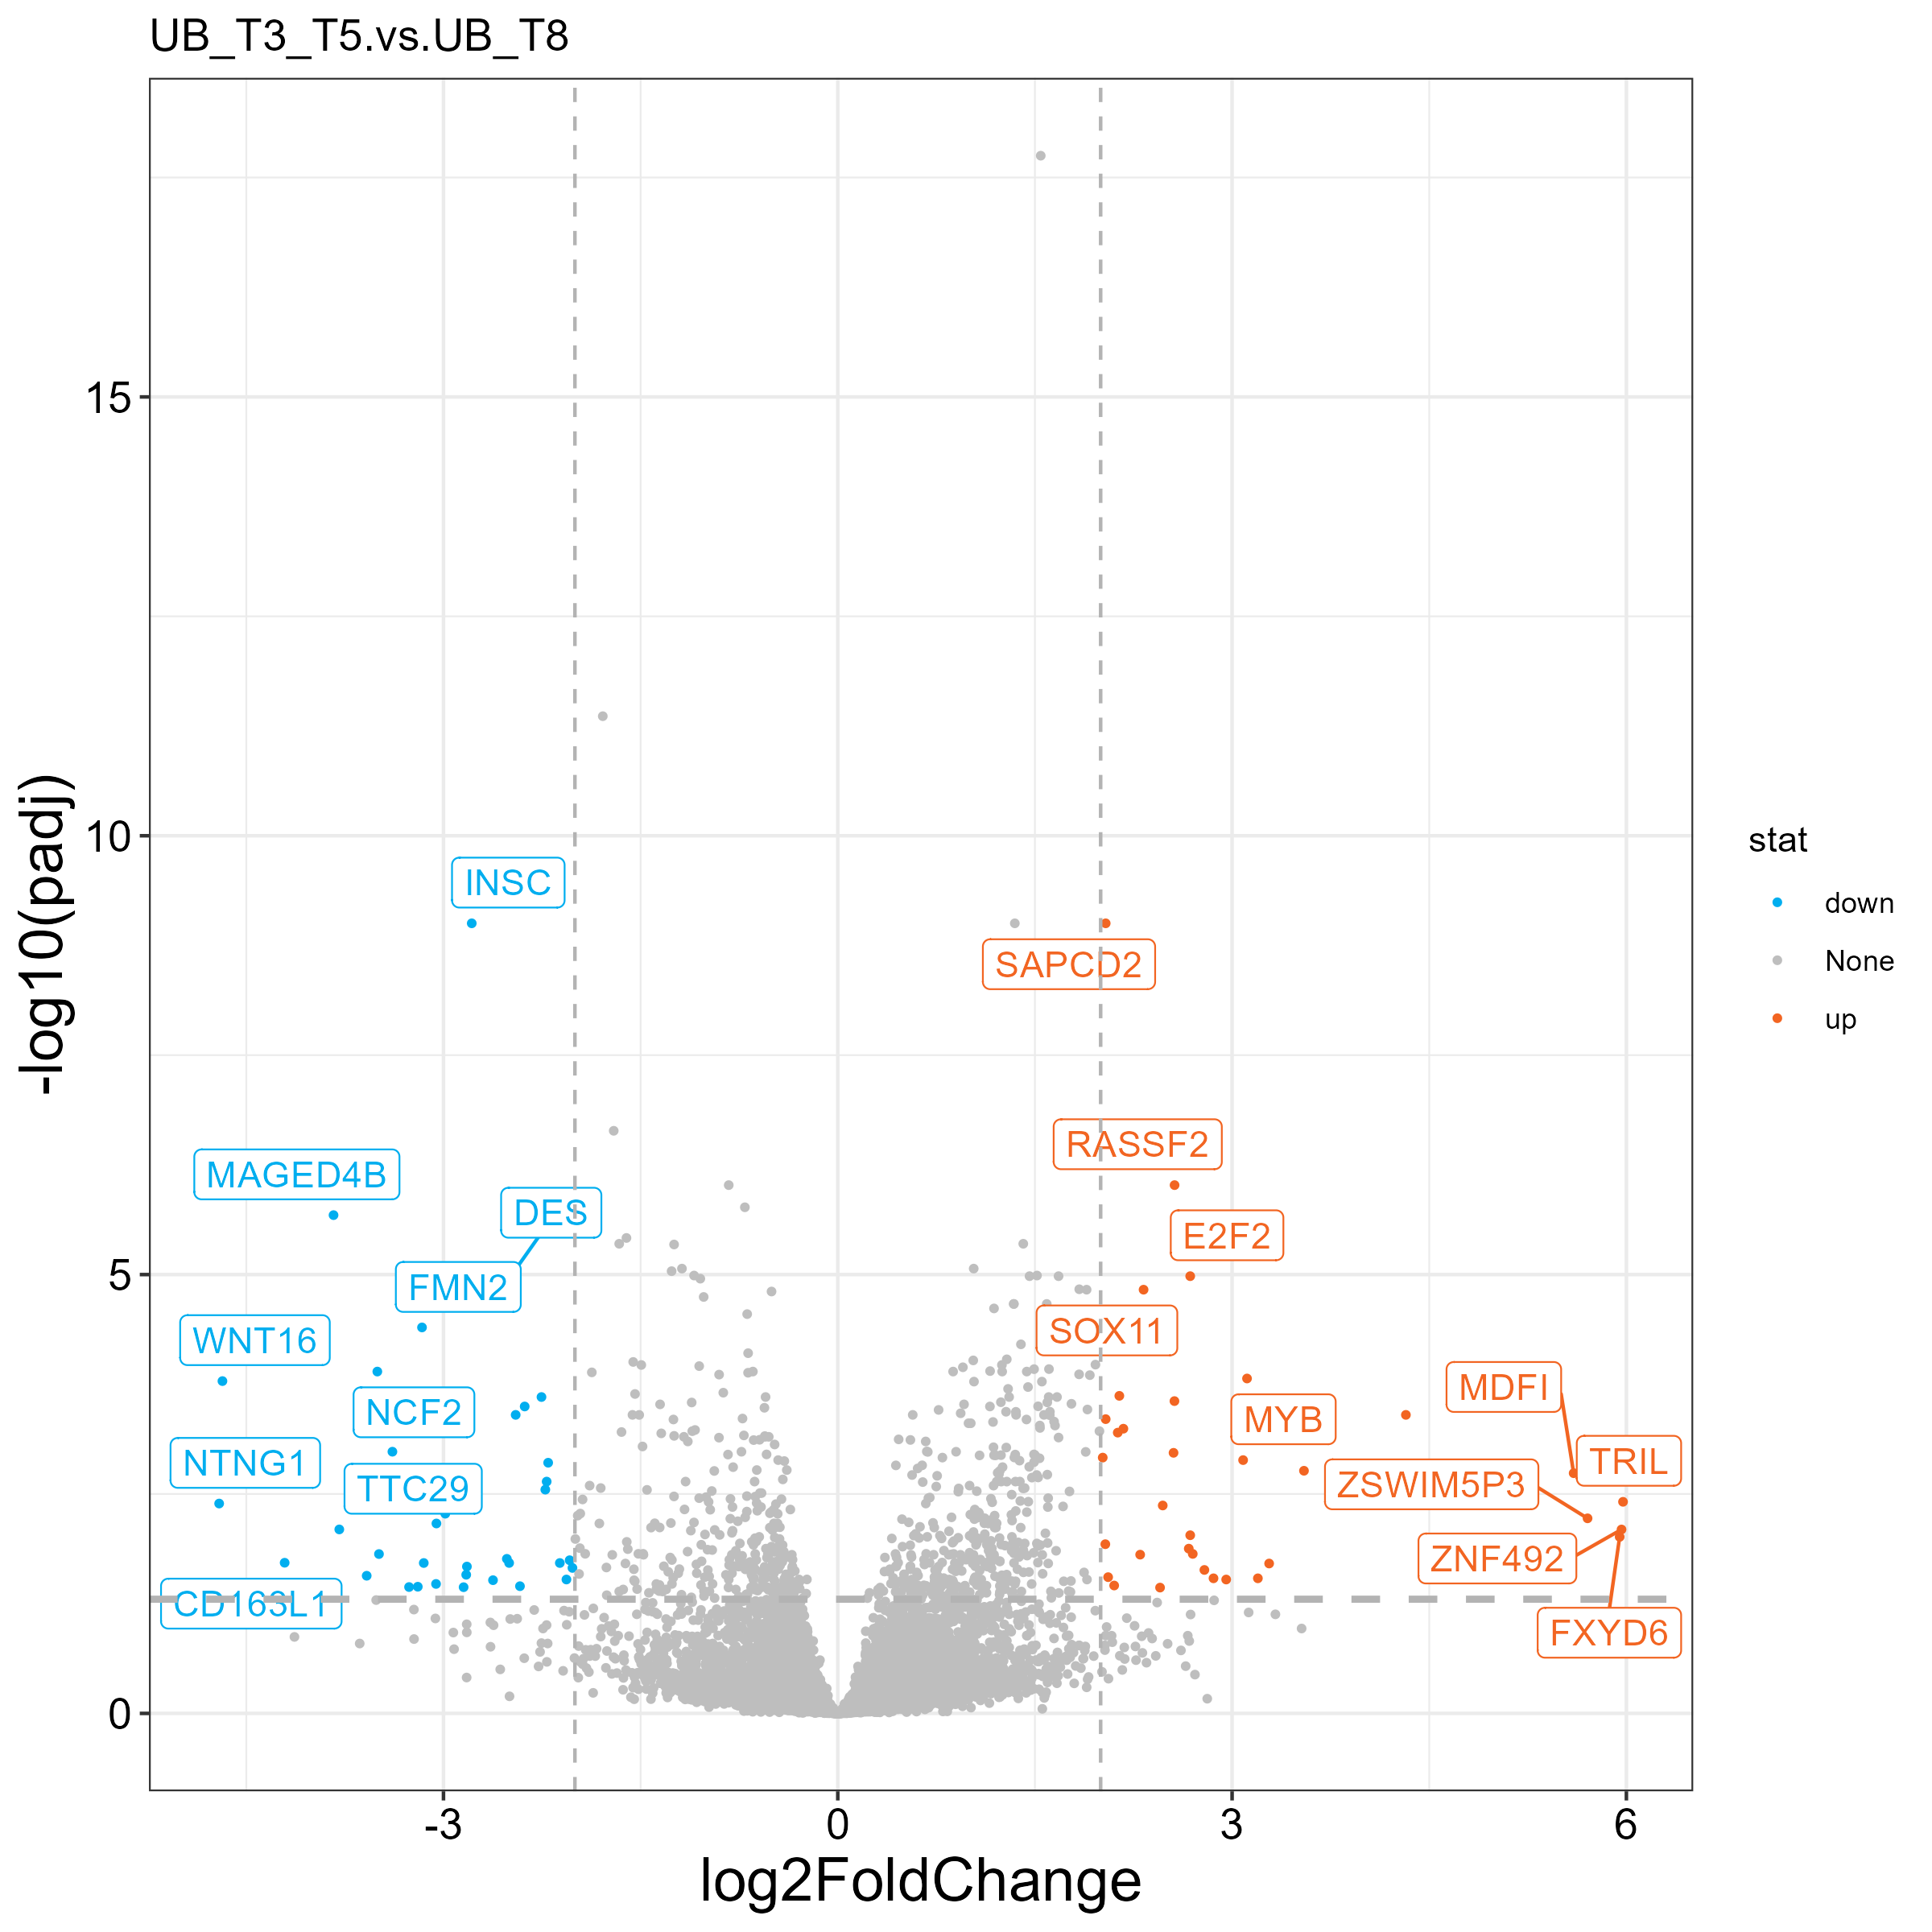 UB_T3_T5.vs.UB_T8
-log10(padj)
15
10
5
0
INSC
SAPCD2
RASSF2
MAGED4B
DES
E2F2
FMN2
SOX11
WNT16
MDFI
NCF2
MYB
NTNG1
TRIL
TTC29
ZSWIM5P3
ZNF492
CD163L1
FXYD6
stat
down
None
up
-3
0
3
6
log2FoldChange